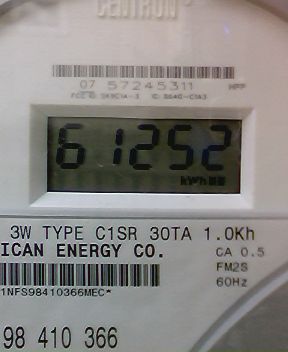 CENTRON
07 57245311 HPP
61252
kWh
3W TYPE C1SR 30TA 1.0Kh
ICAN ENERGY CO.
CA 0.5
FM2S
60Hz
1NFS98410366MEC*
98 410 366